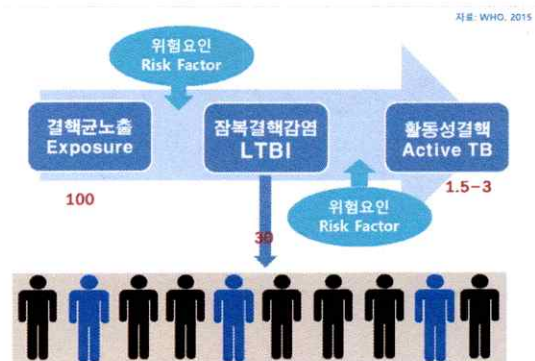 자료: WHO. 2015
위험요인
Risk Factor
결핵균노출
Exposure
잠복결핵감염
LTBI
활동성결핵
Active TB
100
1.5-3
위험요인
Risk Factor
30